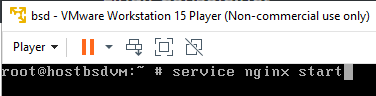 bsd - VMware Workstation 15 Player (Non-commercial use only)
Player
root@hostbsdvm:~ # service nginx start